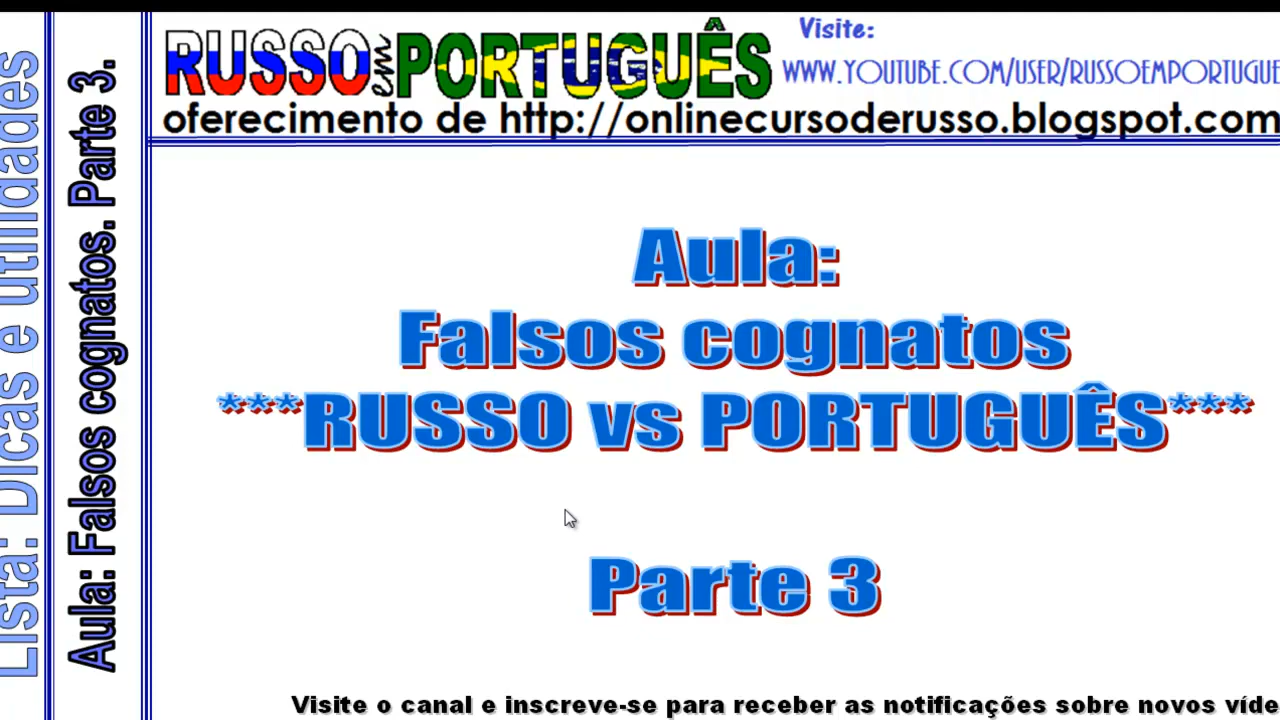 Lista: Dicas e utilidades
Aula: Falsos cognatos. Parte 3.
RUSSO em PORTUGUÊS
Visite:
WWW.YOUTUBE.COM/USER/RUSSOEMPORTUGUE
oferecimento de http://onlinecursoderusso.blogspot.com
Aula:
Falsos cognatos
***RUSSO vs PORTUGUÊS***
Parte 3
Visite o canal e inscreve-se para receber as notificações sobre novos víde